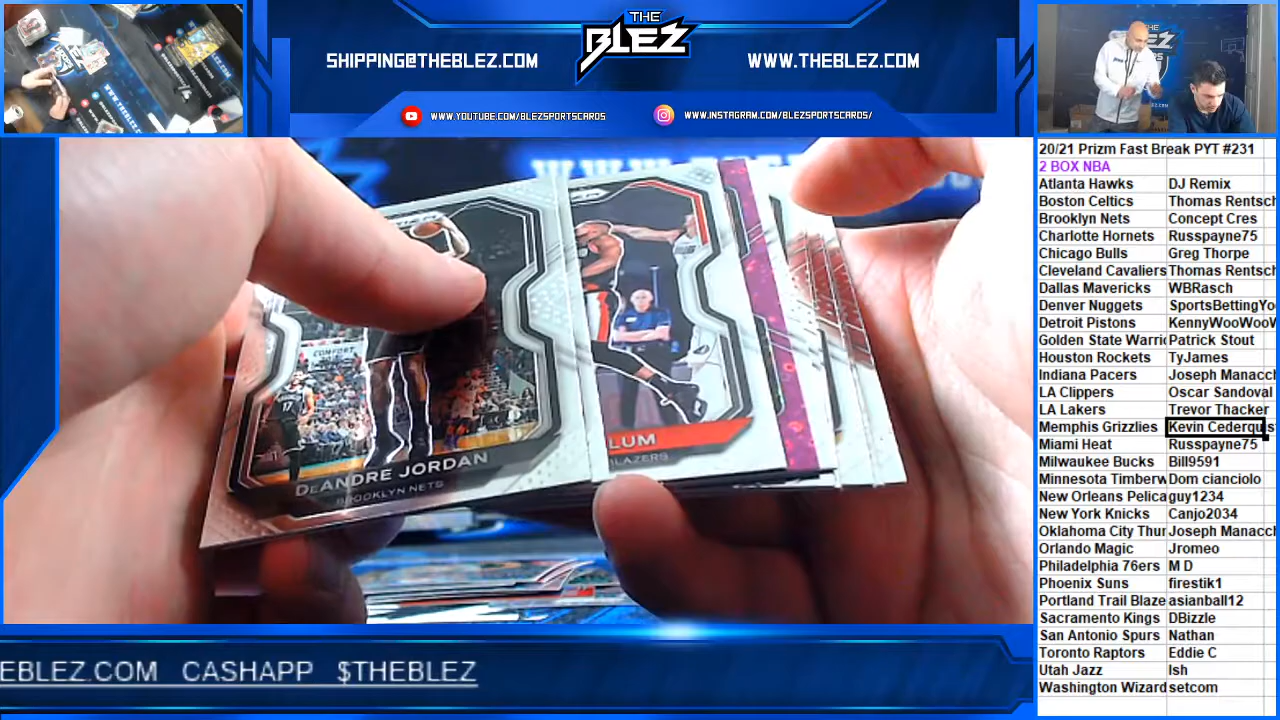 THE
BLEZ
SHIPPING@THEBLEZ.COM
WWW.THEBLEZ.COM
WWW.YOUTUBE.COM/BLEZSPORTSCARDS
WWW.INSTAGRAM.COM/BLEZSPORTSCARDS/
DEANDRE JORDAN
BROOKLYN NETS
LUM
BLAZERS
17
EBLEZ.COM CASHAPP $THEBLEZ
20/21 Prizm Fast Break PYT #231
2 BOX NBA
Atlanta Hawks DJ Remix
Boston Celtics Thomas Rentsch
Brooklyn Nets Concept Cres
Charlotte Hornets Russpayne75
Chicago Bulls Greg Thorpe
Cleveland Cavaliers Thomas Rentsch
Dallas Mavericks WBRasch
Denver Nuggets SportsBettingYo
Detroit Pistons KennyWooWooW
Golden State Warri Patrick Stout
Houston Rockets TyJames
Indiana Pacers Joseph Manacch
LA Clippers Oscar Sandoval
LA Lakers Trevor Thacker
Memphis Grizzlies Kevin Cederqu
Miami Heat Russpayne75
Milwaukee Bucks Bill9591
Minnesota Timberw Dom cianciolo
New Orleans Pelica guy1234
New York Knicks Canjo2034
Oklahoma City Thun Joseph Manacch
Orlando Magic Jromeo
Philadelphia 76ers M D
Phoenix Suns firestik1
Portland Trail Blaze asianball12
Sacramento Kings DBizzle
San Antonio Spurs Nathan
Toronto Raptors Eddie C
Utah Jazz Ish
Washington Wizard setcom